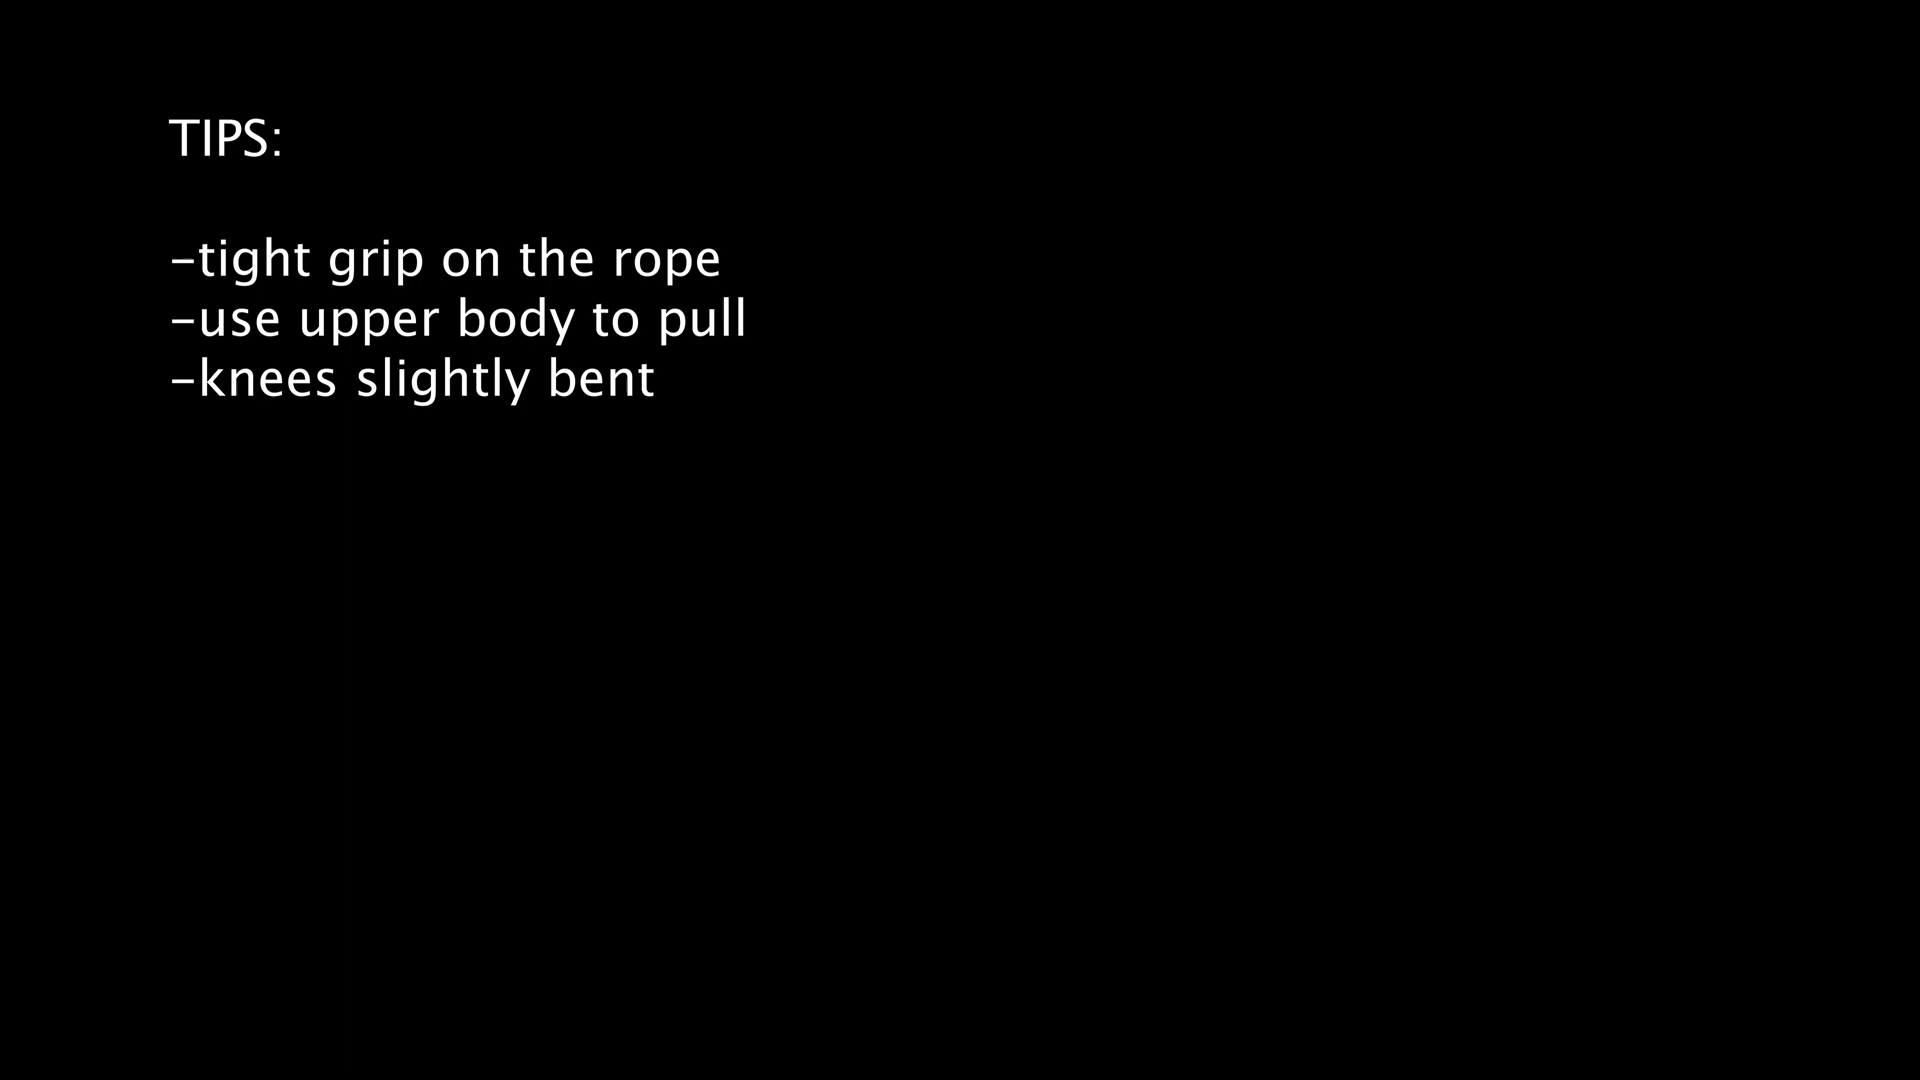 TIPS:
-tight grip on the rope
-use upper body to pull
-knees slightly bent